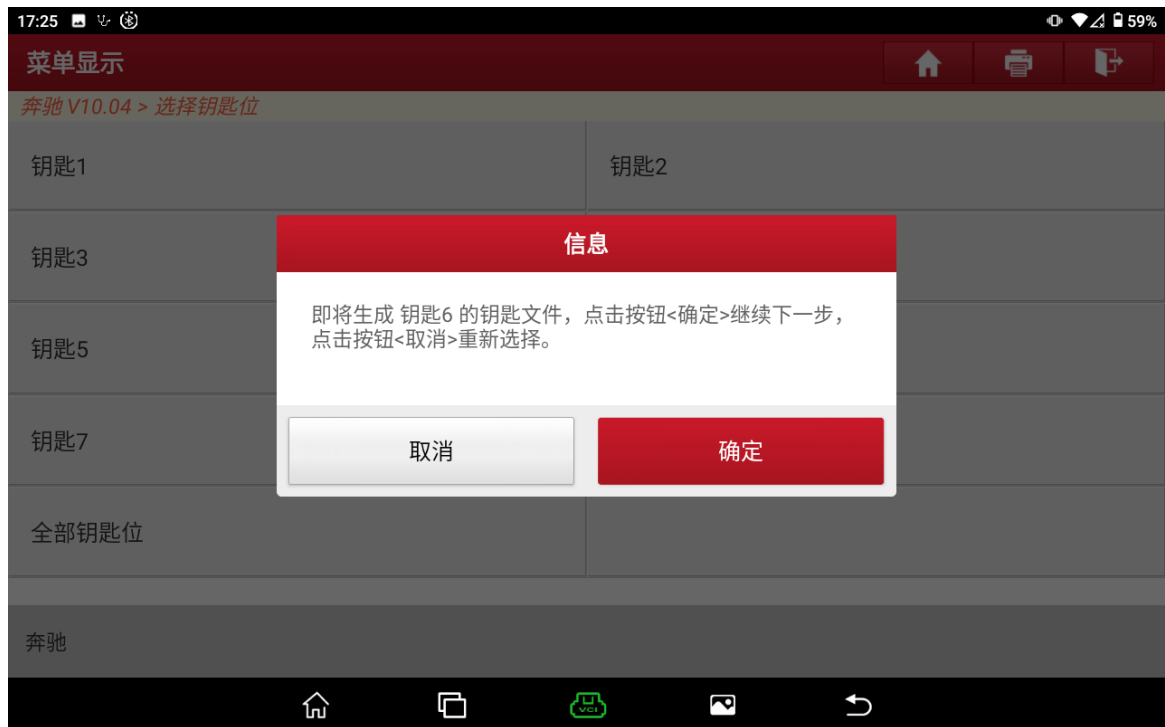 17:25
59%
菜单显示
奔驰 V10.04 > 选择钥匙位
钥匙1
钥匙2
钥匙3
信息
即将生成 钥匙6 的钥匙文件，点击按钮<确定>继续下一步，
点击按钮<取消>重新选择。
钥匙5
钥匙7
取消
确定
全部钥匙位
奔驰
VCI